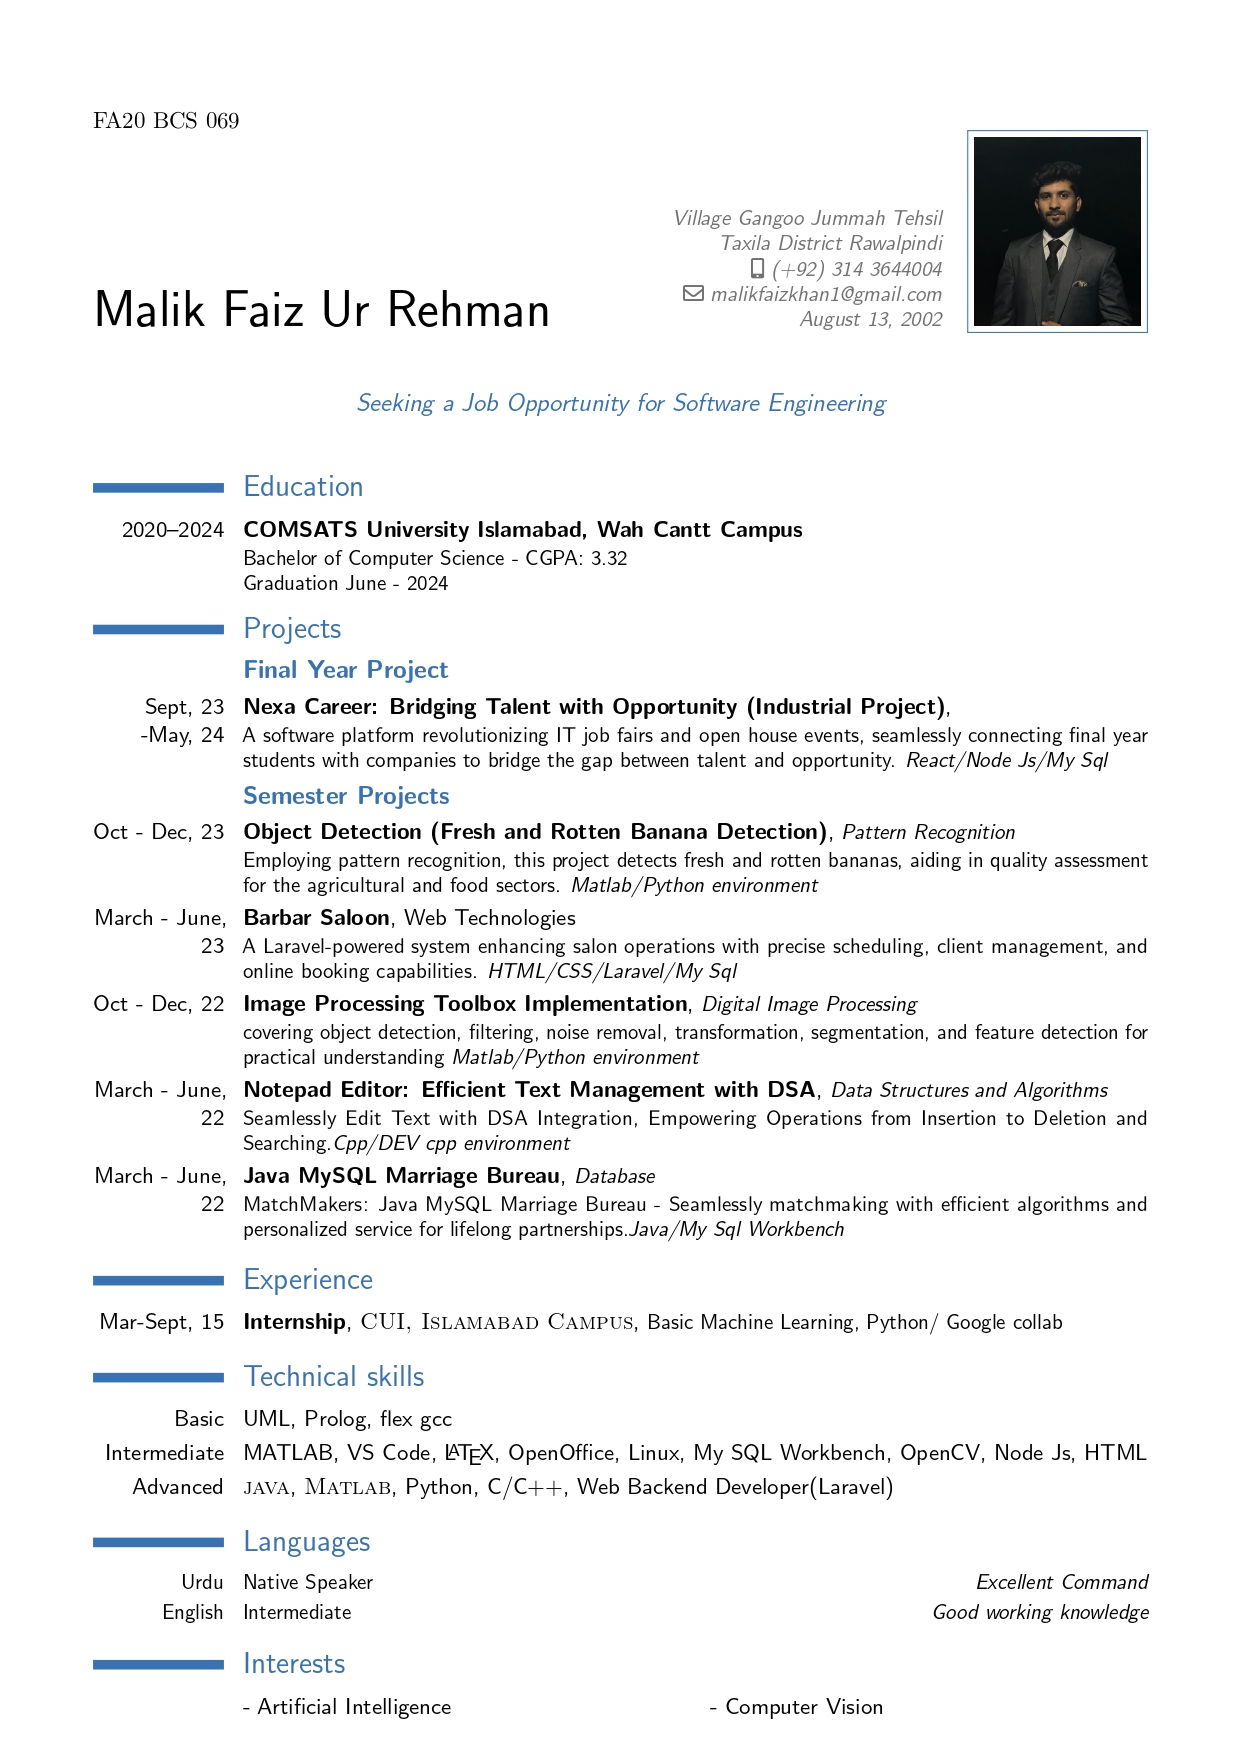 FA20 BCS 069
Malik Faiz Ur Rehman
Village Gangoo Jummah Tehsil
Taxila District Rawalpindi
(+92) 314 3644004
malikfaizkhan1@gmail.com
August 13, 2002
Seeking a Job Opportunity for Software Engineering
Education
2020–2024 COMSATS University Islamabad, Wah Cantt Campus
Bachelor of Computer Science - CGPA: 3.32
Graduation June - 2024
Projects
Final Year Project
Sept, 23 Nexa Career: Bridging Talent with Opportunity (Industrial Project),
-May, 24 A software platform revolutionizing IT job fairs and open house events, seamlessly connecting final year
students with companies to bridge the gap between talent and opportunity. React/Node Js/My Sql
Semester Projects
Oct - Dec, 23 Object Detection (Fresh and Rotten Banana Detection), Pattern Recognition
Employing pattern recognition, this project detects fresh and rotten bananas, aiding in quality assessment
for the agricultural and food sectors. Matlab/Python environment
March - June, Barbar Saloon, Web Technologies
23 A Laravel-powered system enhancing salon operations with precise scheduling, client management, and
online booking capabilities. HTML/CSS/Laravel/My Sql
Oct - Dec, 22 Image Processing Toolbox Implementation, Digital Image Processing
covering object detection, filtering, noise removal, transformation, segmentation, and feature detection for
practical understanding Matlab/Python environment
March - June, Notepad Editor: Efficient Text Management with DSA, Data Structures and Algorithms
22 Seamlessly Edit Text with DSA Integration, Empowering Operations from Insertion to Deletion and
Searching.Cpp/DEV cpp environment
March - June, Java MySQL Marriage Bureau, Database
22 MatchMakers: Java MySQL Marriage Bureau - Seamlessly matchmaking with efficient algorithms and
personalized service for lifelong partnerships.Java/My Sql Workbench
Experience
Mar-Sept, 15 Internship, CUI, Islamabad Campus, Basic Machine Learning, Python/ Google collab
Technical skills
Basic UML, Prolog, flex gcc
Intermediate MATLAB, VS Code, LATEX, OpenOffice, Linux, My SQL Workbench, OpenCV, Node Js, HTML
Advanced java, Matlab, Python, C/C++, Web Backend Developer(Laravel)
Languages
Urdu Native Speaker Excellent Command
English Intermediate Good working knowledge
Interests
- Artificial Intelligence - Computer Vision